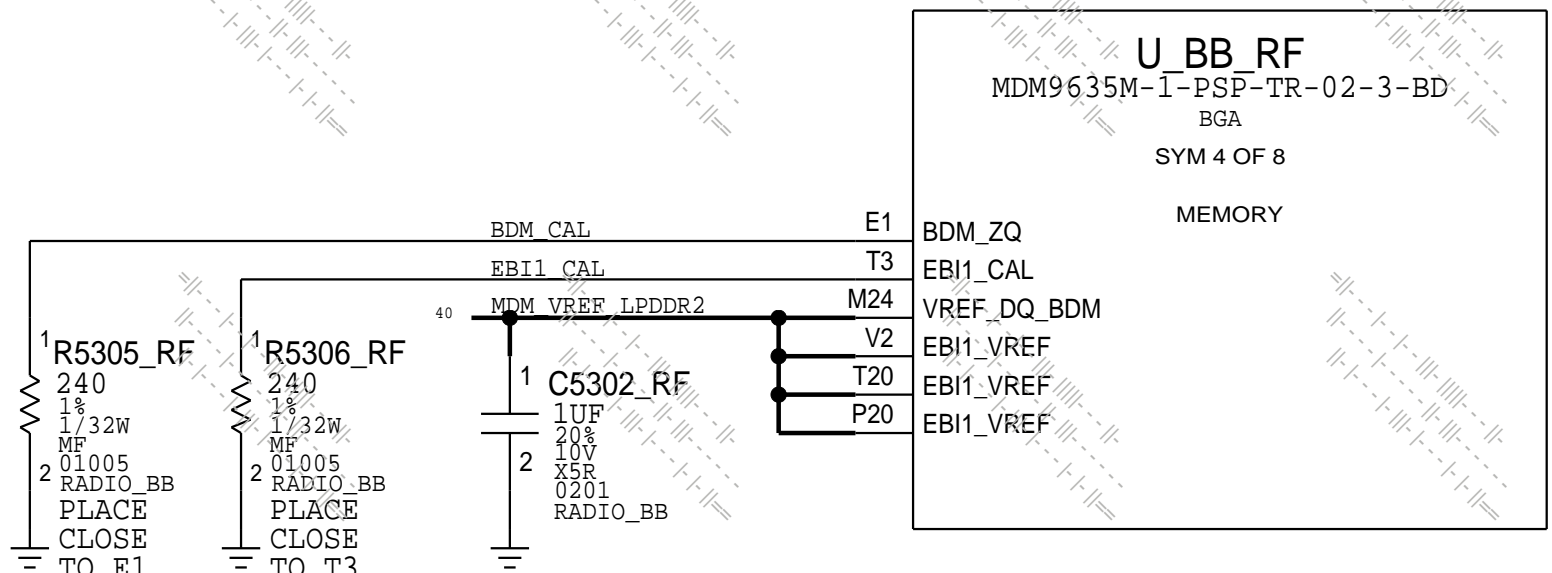 U_BB_RF
MDM9635M-1-PSP-TR-02-3-BD
BGA
SYM 4 OF 8
MEMORY
BDM_CAL
E1
BDM_ZQ
EBI1_CAL
T3
EBI1_CAL
40
MDM_VREF_LPDDR2
M24
VREF_DQ_BDM
V2
EBI1_VREF
T20
EBI1_VREF
P20
EBI1_VREF
1
R5305_RF
240
1%
1/32W
MF
01005
2
RADIO_BB
PLACE
CLOSE
TO E1
1
R5306_RF
240
1%
1/32W
MF
01005
2
RADIO_BB
PLACE
CLOSE
TO T3
1
C5302_RF
1UF
20%
10V
X5R
0201
2
RADIO_BB